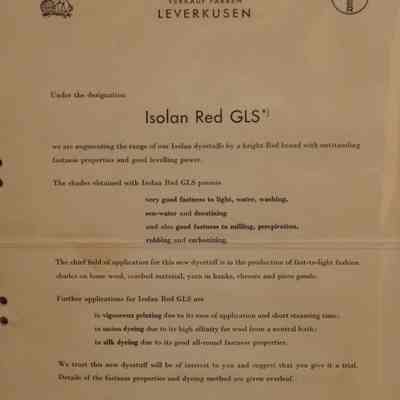 VERKAUF FARBEN
LEVERKUSEN
Under the designation
Isolan Red GLS*)
we are augmenting the range of our Isolan dyestuffs by a bright Red brand with outstanding
fastness properties and good levelling power.
The shades obtained with Isolan Red GLS possess
very good fastness to light, water, washing,
sea-water and decatizing
and also good fastness to milling, perspiration,
rubbing and carbonizing.
The chief field of application for this new dyestuff is in the production of fast-to-light fashion
shades on loose wool, combed material, yarn in hanks, cheeses and piece goods.
Further applications for Isolan Red GLS are
in vigoureux printing due to its ease of application and short steaming time;
in union dyeing due to its high affinity for wool from a neutral bath;
in silk dyeing due to its good all-round fastness properties.
We trust this new dyestuff will be of interest to you and suggest that you give it a trial.
Details of the fastness properties and dyeing method are given overleaf.